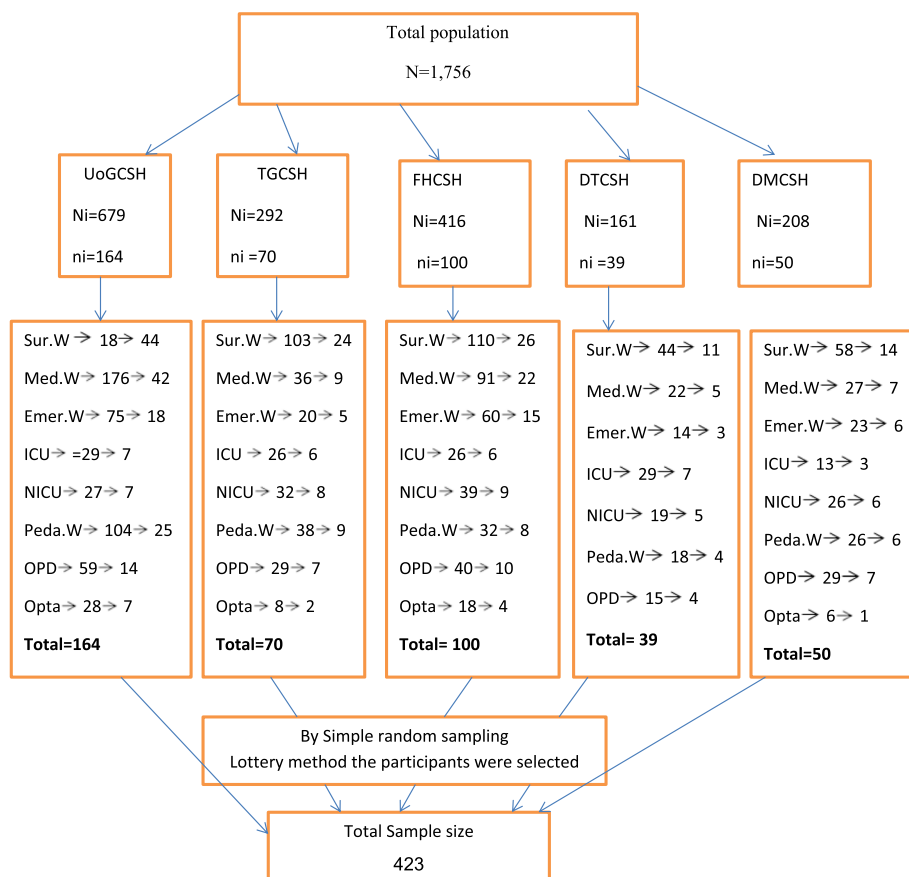 Total population
N=1,756
UoGCSH
Ni=679
ni=164
TGCSH
Ni=292
ni =70
FHCSH
Ni=416
ni=100
DTCSH
Ni=161
ni =39
DMCSH
Ni=208
ni=50
Sur.W→ 18→ 44
Med.W→ 176→ 42
Emer.W→ 75→ 18
ICU→ =29→ 7
NICU→ 27→ 7
Peda.W→ 104→ 25
OPD→ 59→ 14
Opta→ 28→ 7
Total=164
Sur.W→ 103→ 24
Med.W→ 36→ 9
Emer.W→ 20→ 5
ICU → 26→ 6
NICU→ 32→ 8
Peda.W→ 38→ 9
OPD→ 29→ 7
Opta→ 8→ 2
Total=70
Sur.W→ 110→ 26
Med.W→ 91→ 22
Emer.W→ 60→ 15
ICU→ 26→ 6
NICU→ 39→ 9
Peda.W→ 32→ 8
OPD→ 40→ 10
Opta→ 18→ 4
Total= 100
Sur.W→ 44→ 11
Med.W→ 22→ 5
Emer.W→ 14→ 3
ICU→ 29→ 7
NICU→ 19→ 5
Peda.W→ 18→ 4
OPD→ 15→ 4
Total= 39
Sur.W→ 58→ 14
Med.W→ 27→ 7
Emer.W→ 23→ 6
ICU→ 13→ 3
NICU→ 26→ 6
Peda.W→ 26→ 6
OPD→ 29→ 7
Opta→ 6→ 1
Total=50
By Simple random sampling
Lottery method the participants were selected
Total Sample size
423